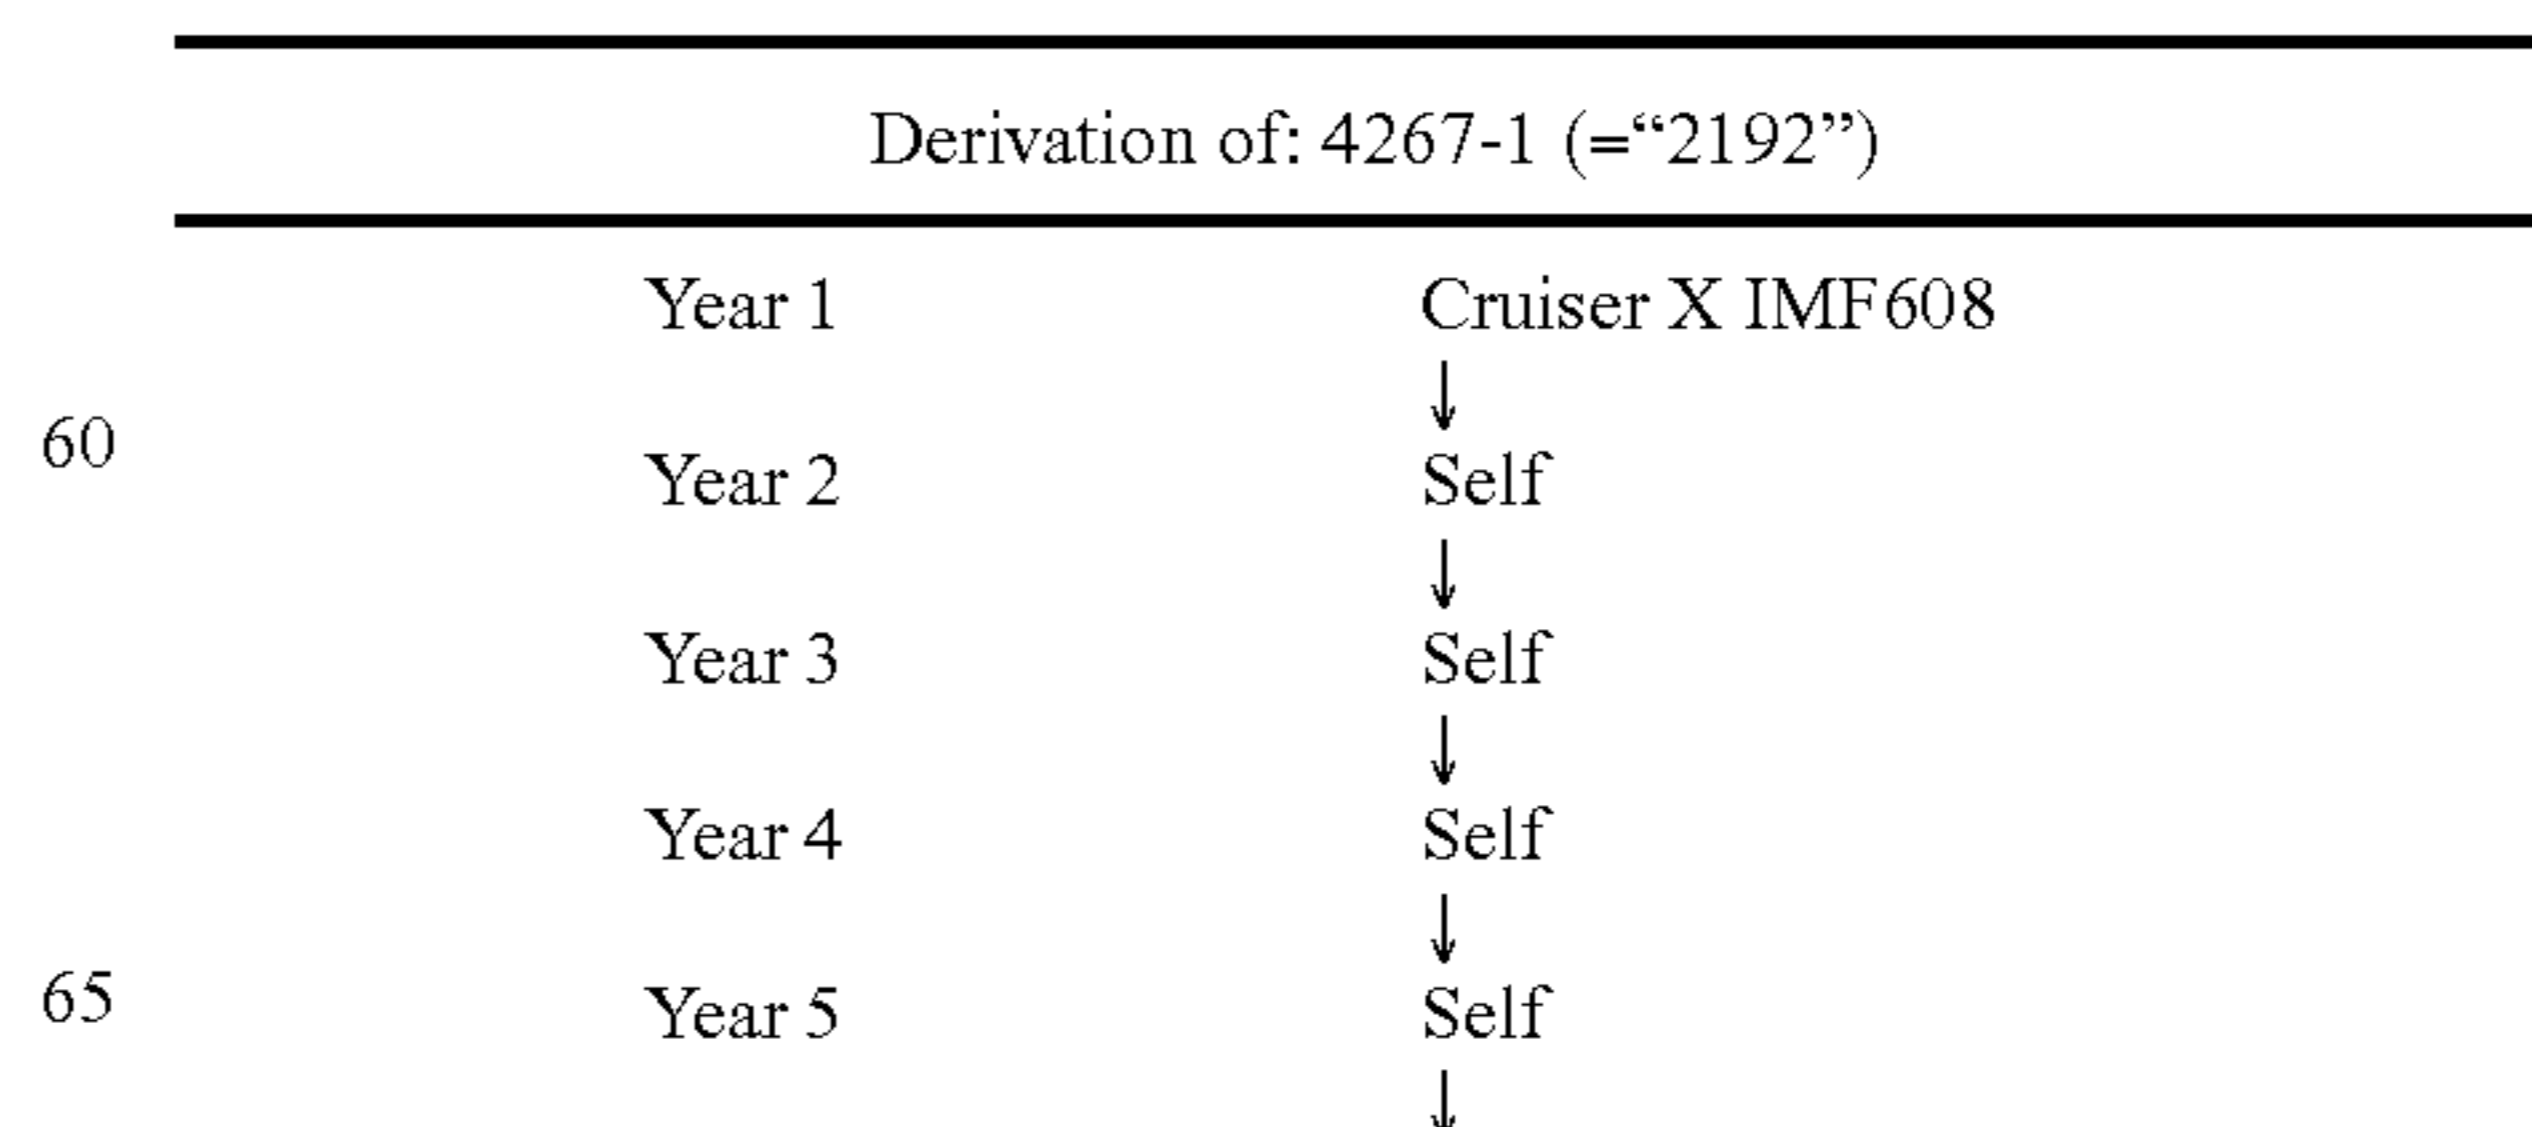 Derivation of: 4267-1 (=“2192”)
Year 1 Cruiser X IMF608
↓
60
Year 2 Self
↓
Year 3 Self
↓
Year 4 Self
↓
65
Year 5 Self
↓